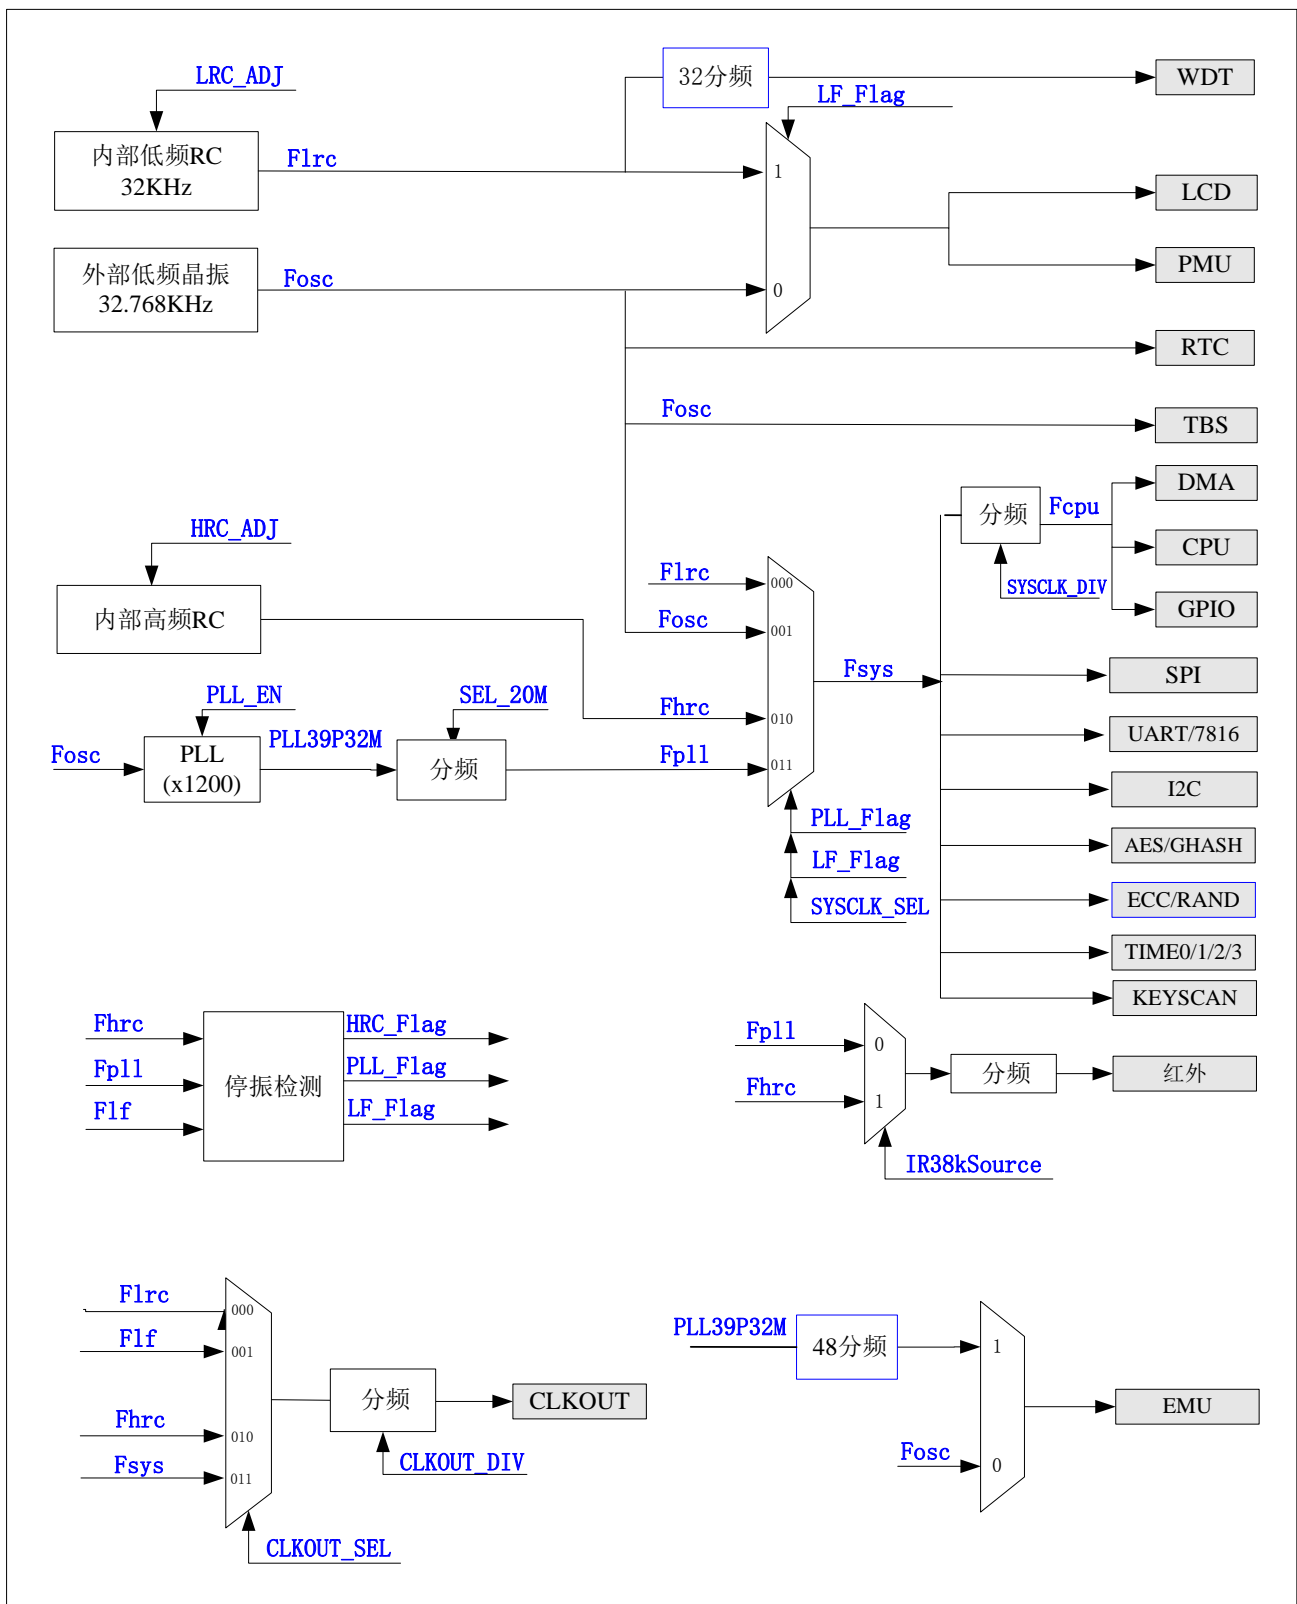 32分频
WDT
LRC_ADJ
LF_Flag
内部低频RC
32KHz
Flrc
1
LCD
外部低频晶振
32.768KHz
Fosc
0
PMU
RTC
Fosc
TBS
DMA
分频
Fcpu
HRC_ADJ
CPU
SYSCLK_DIV
Flrc
000
GPIO
内部高频RC
Fosc
001
Fsys
SPI
PLL_EN
SEL_20M
Fhrc
010
UART/7816
Fosc
PLL
(x1200)
PLL39P32M
分频
Fpll
011
I2C
PLL_Flag
AES/GHASH
LF_Flag
ECC/RAND
SYSCLK_SEL
TIME0/1/2/3
KEYSCAN
Fhrc
HRC_Flag
Fpll
停振检测
PLL_Flag
Flf
LF_Flag
Fpll
0
分频
红外
Fhrc
1
IR38kSource
Flrc
000
Flf
001
分频
CLKOUT
Fhrc
010
Fsys
011
CLKOUT_DIV
CLKOUT_SEL
PLL39P32M
48分频
1
EMU
Fosc
0